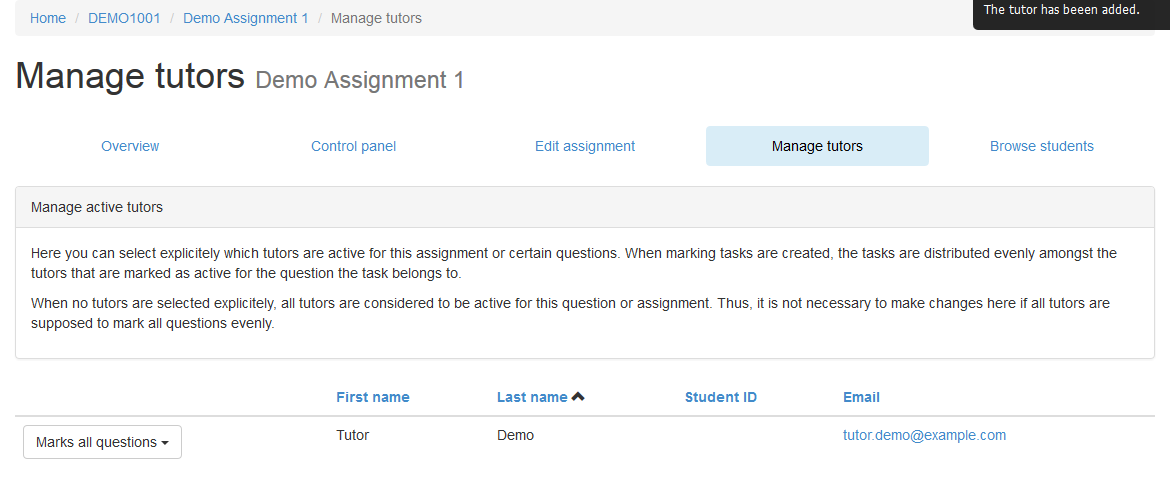 Home / DEMO1001 / Demo Assignment 1 / Manage tutors
The tutor has beeen added.
Manage tutors Demo Assignment 1
Overview Control panel Edit assignment Manage tutors Browse students
Manage active tutors
Here you can select explicitely which tutors are active for this assignment or certain questions. When marking tasks are created, the tasks are distributed evenly amongst the
tutors that are marked as active for the question the task belongs to.
When no tutors are selected explicitely, all tutors are considered to be active for this question or assignment. Thus, it is not necessary to make changes here if all tutors are
supposed to mark all questions evenly.
First name Last name Student ID Email
Marks all questions Tutor Demo tutor.demo@example.com